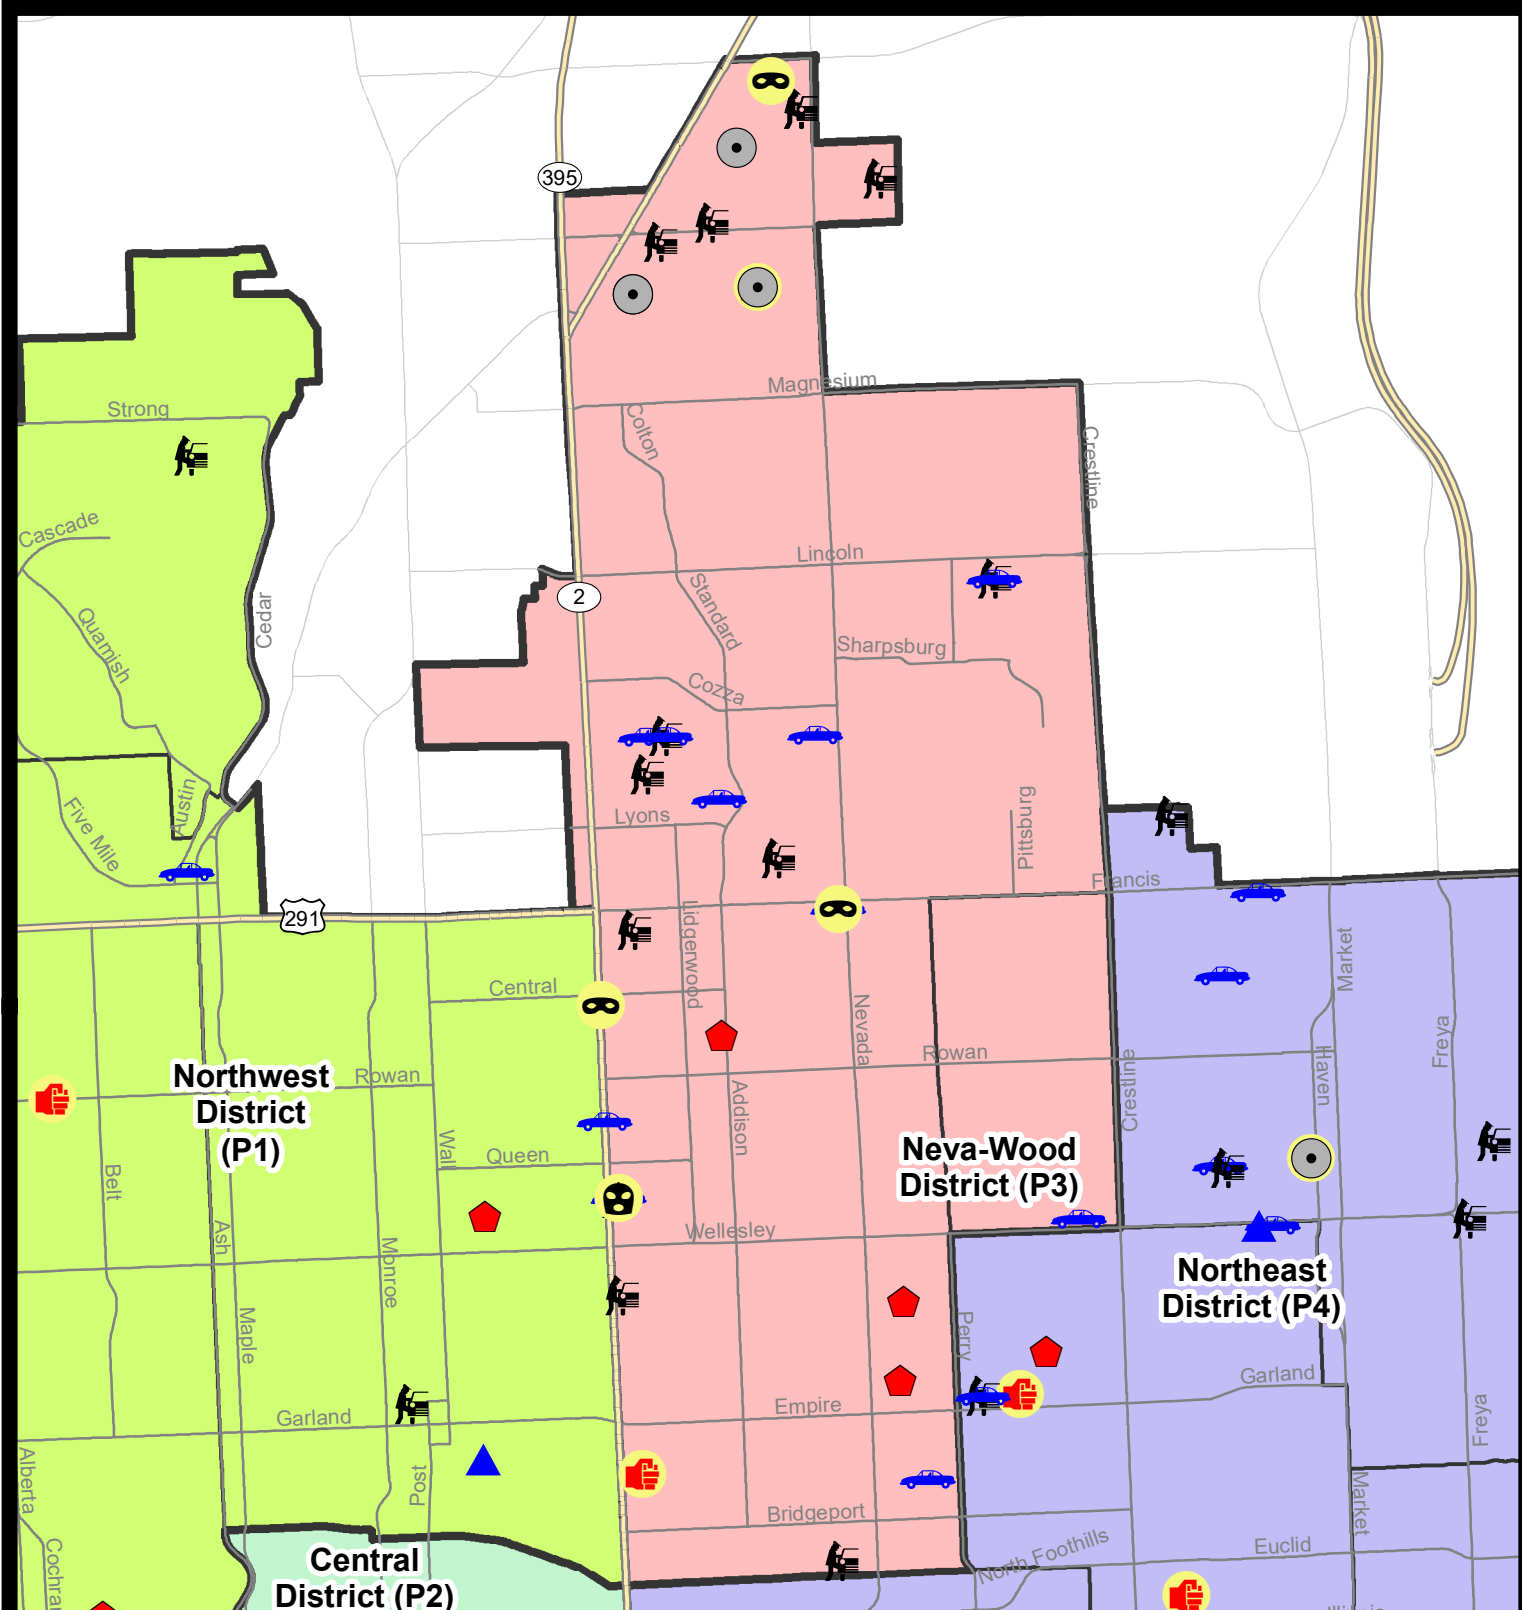 395
Magnesium
Strong
Colton
Crestline
Cascade
Lincoln
2
Standard
Quamish
Cedar
Sharpsburg
Cozza
Five Mile
Austin
Lyons
Pittsburg
Francis
291
Lidgerwood
Market
Central
Nevada
Freya
Rowan
Rowan
Northwest
District
(P1)
Haven
Crestline
Addison
Neva-Wood
District (P3)
Wall
Queen
Belt
Ash
Wellesley
Monroe
Northeast
District (P4)
Maple
Perry
Garland
Empire
Garland
Freya
Alberta
Post
Bridgeport
Market
North Foothills
Euclid
Central
District (P2)